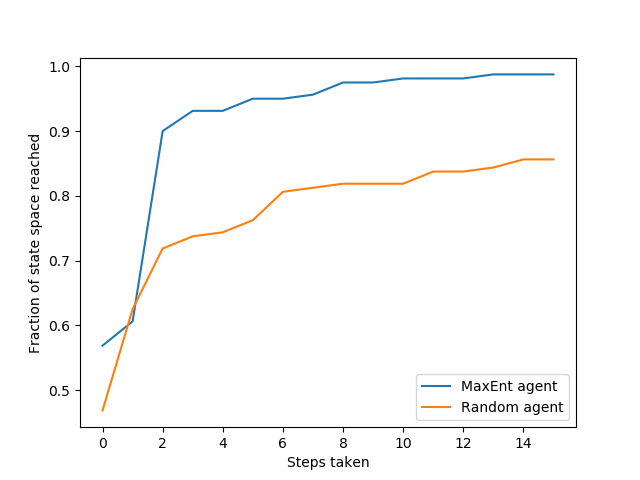 Fraction of state space reached
1.0
0.9
0.8
0.7
0.6
0.5
MaxEnt agent
Random agent
0 2 4 6 8 10 12 14
Steps taken